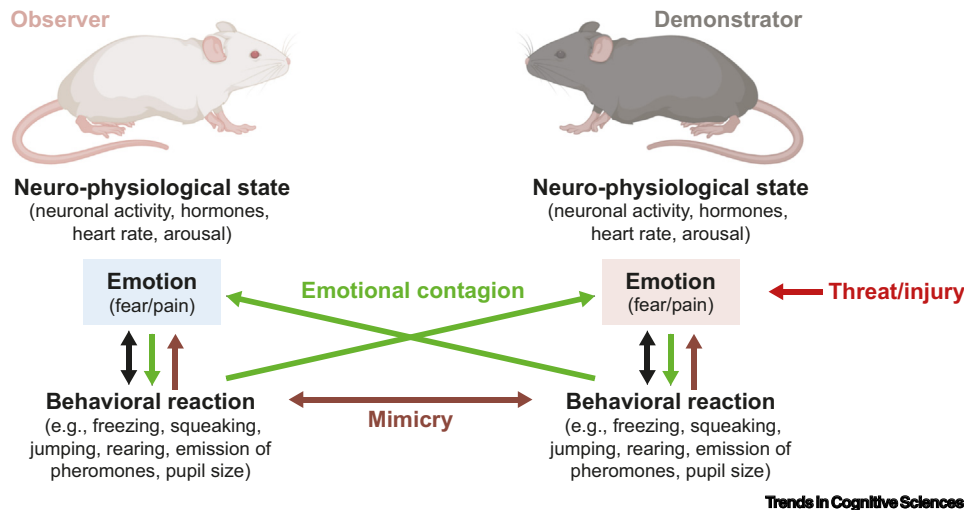 Observer
Demonstrator
Neuro-physiological state
(neuronal activity, hormones,
heart rate, arousal)
Neuro-physiological state
(neuronal activity, hormones,
heart rate, arousal)
Emotion
(fear/pain)
Emotional contagion
Emotion
(fear/pain)
Threat/injury
Behavioral reaction
(e.g., freezing, squeaking,
jumping, rearing, emission of
pheromones, pupil size)
Mimicry
Behavioral reaction
(e.g., freezing, squeaking,
jumping, rearing, emission of
pheromones, pupil size)
Trends in Cognitive Sciences